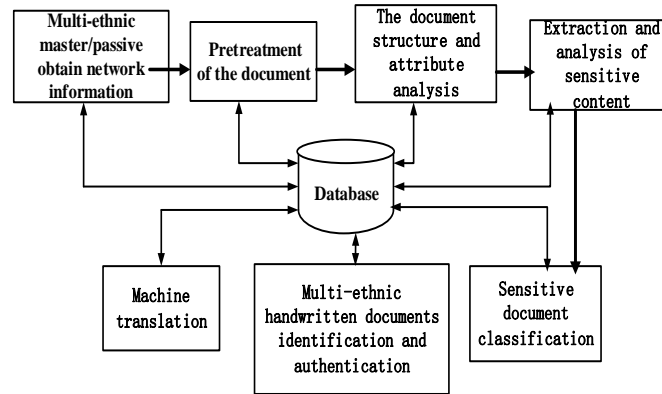 Multi-ethnic
master/passive
obtain network
information
Pretreatment
of the document
The document
structure and
attribute
analysis
Extraction and
analysis of
sensitive
content
Database
Machine
translation
Multi-ethnic
handwritten documents
identification and
authentication
Sensitive
document
classification